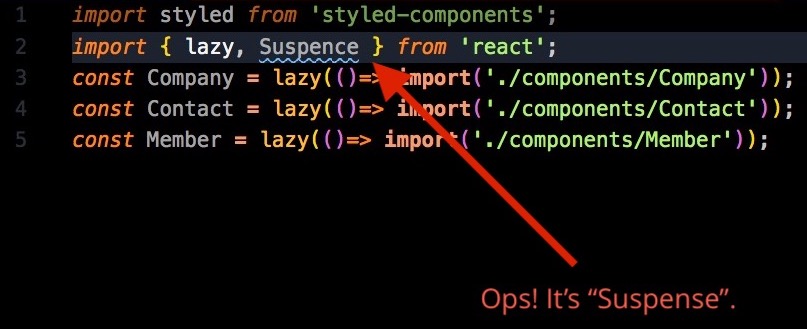 1 import styled from 'styled-components';
2 import { lazy, Suspence } from 'react';
3 const Company = lazy(()=> import('./components/Company'));
4 const Contact = lazy(()=> import('./components/Contact'));
5 const Member = lazy(()=> import('./components/Member'));
Ops! It's “Suspense”.